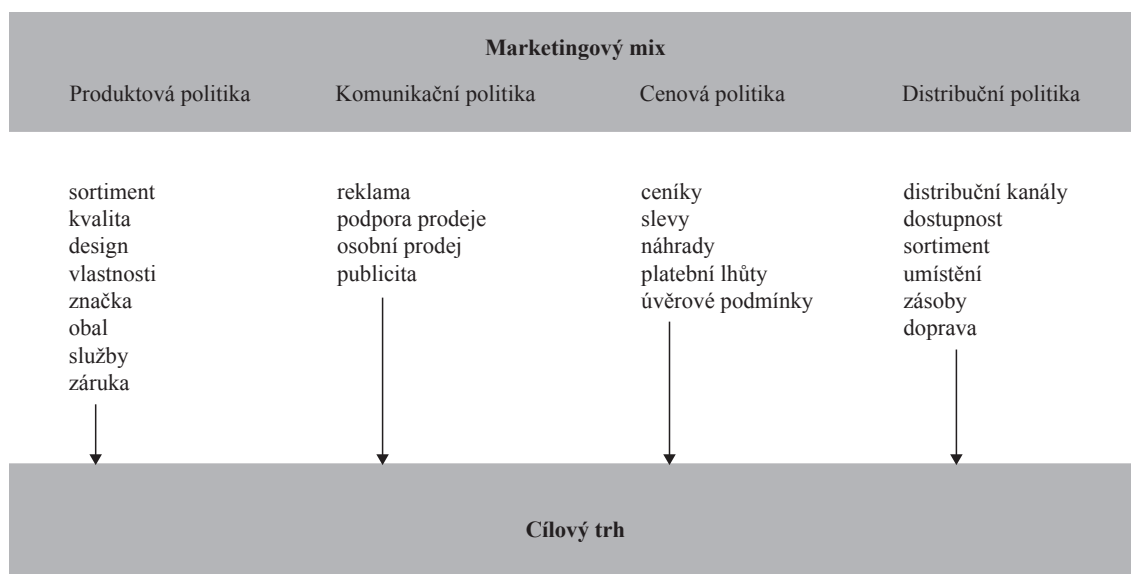 Marketingový mix
Produktová politika
Komunikační politika
Cenová politika
Distribuční politika
sortiment
kvalita
design
vlastnosti
značka
obal
služby
záruka
reklama
podpora prodeje
osobní prodej
publicita
ceníky
slevy
náhrady
platební lhůty
úvěrové podmínky
distribuční kanály
dostupnost
sortiment
umístění
zásoby
doprava
Cílový trh